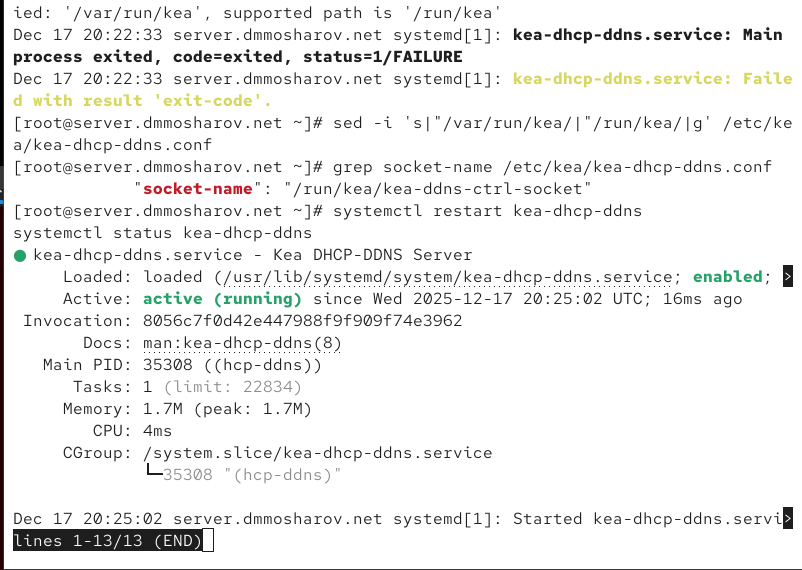 ied: '/var/run/kea', supported path is '/run/kea'
Dec 17 20:22:33 server.dmmosharov.net systemd[1]: kea-dhcp-ddns.service: Main
process exited, code=exited, status=1/FAILURE
Dec 17 20:22:33 server.dmmosharov.net systemd[1]: kea-dhcp-ddns.service: Faile
d with result 'exit-code'.
[root@server.dmmosharov.net ~]# sed -i 's|"/var/run/kea/|"/run/kea/|g' /etc/ke
a/kea-dhcp-ddns.conf
[root@server.dmmosharov.net ~]# grep socket-name /etc/kea/kea-dhcp-ddns.conf
"socket-name": "/run/kea/kea-ddns-ctrl-socket"
[root@server.dmmosharov.net ~]# systemctl restart kea-dhcp-ddns
systemctl status kea-dhcp-ddns
● kea-dhcp-ddns.service - Kea DHCP-DDNS Server
Loaded: loaded (/usr/lib/systemd/system/kea-dhcp-ddns.service; enabled; >
Active: active (running) since Wed 2025-12-17 20:25:02 UTC; 16ms ago
Invocation: 8056c7f0d42e447988f9f909f74e3962
Docs: man:kea-dhcp-ddns(8)
Main PID: 35308 ((hcp-ddns))
Tasks: 1 (limit: 22834)
Memory: 1.7M (peak: 1.7M)
CPU: 4ms
CGroup: /system.slice/kea-dhcp-ddns.service
└─35308 "(hcp-ddns)"
Dec 17 20:25:02 server.dmmosharov.net systemd[1]: Started kea-dhcp-ddns.servi>
lines 1-13/13 (END)